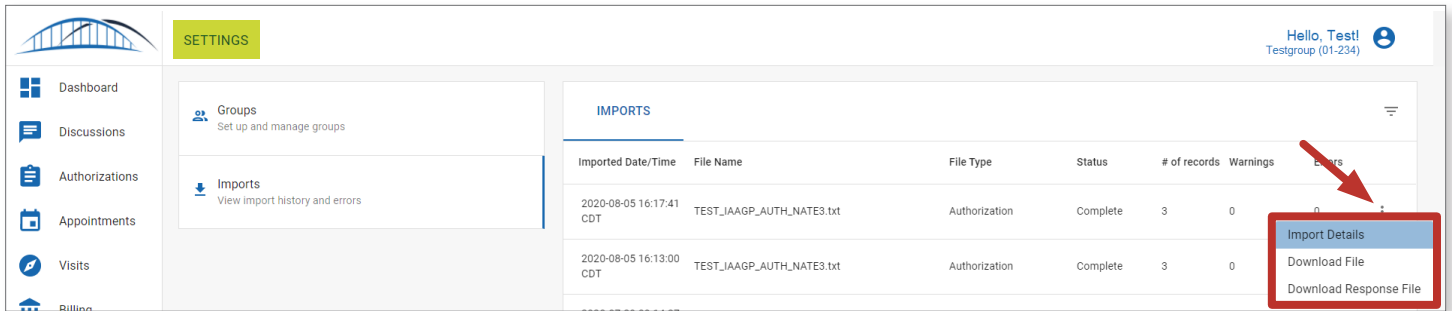 SETTINGS
Hello, Test!
Testgroup (01-234)
Dashboard
Discussions
Authorizations
Appointments
Visits
Billing
Groups
Set up and manage groups
Imports
View import history and errors
IMPORTS
Imported Date/Time File Name File Type Status # of records Warnings Errors
2020-08-05 16:17:41 CDT TEST_IAAGP_AUTH_NATE3.txt Authorization Complete 3 0 0
2020-08-05 16:13:00 CDT TEST_IAAGP_AUTH_NATE3.txt Authorization Complete 3 0
Import Details
Download File
Download Response File